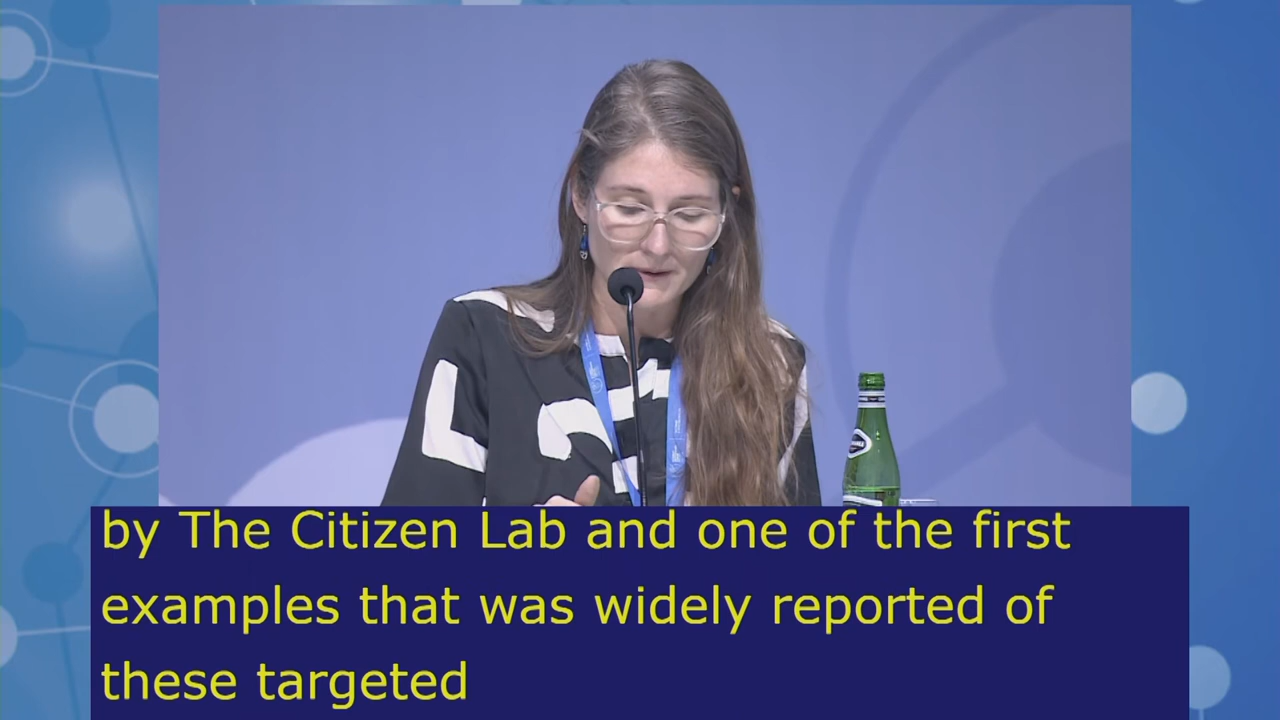 by The Citizen Lab and one of the first
examples that was widely reported of
these targeted